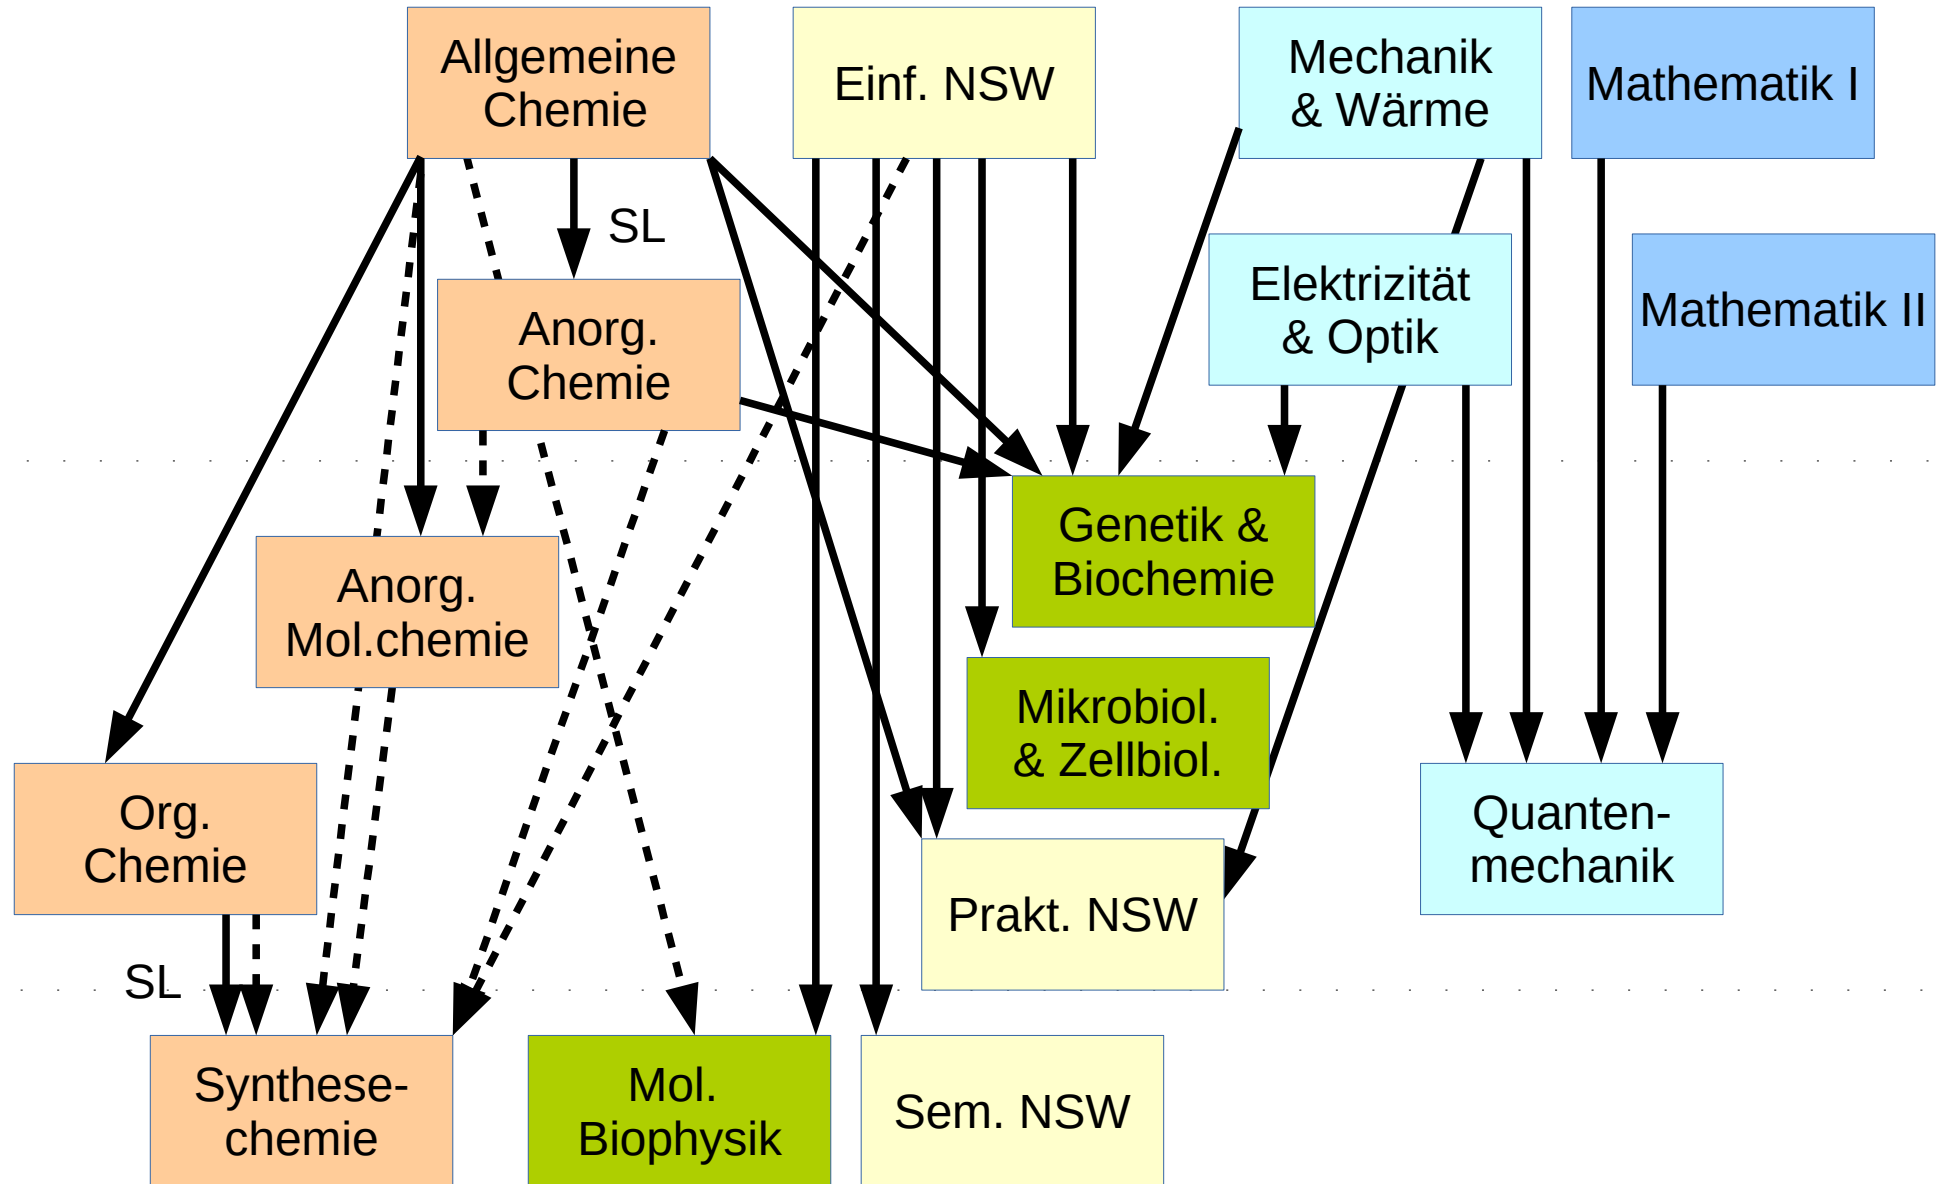 Allgemeine
Chemie
Einf. NSW
Mechanik
& Wärme
Mathematik I
SL
Elektrizität
& Optik
Mathematik II
Anorg.
Chemie
Genetik &
Biochemie
Anorg.
Mol.chemie
Mikrobiol.
& Zellbiol.
Org.
Chemie
Quanten-
mechanik
Prakt. NSW
SL
Synthese-
chemie
Mol.
Biophysik
Sem. NSW